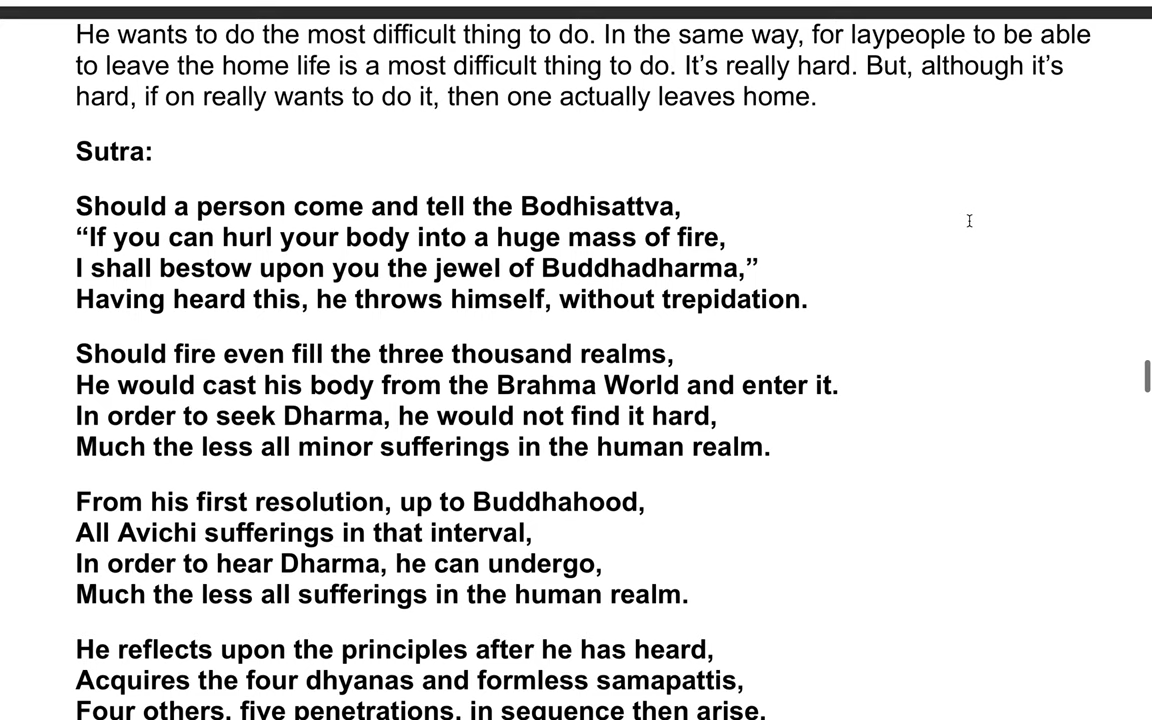 He wants to do the most difficult thing to do. In the same way, for laypeople to be able
to leave the home life is a most difficult thing to do. It’s really hard. But, although it’s
hard, if on really wants to do it, then one actually leaves home.
Sutra:
Should a person come and tell the Bodhisattva,
“If you can hurl your body into a huge mass of fire,
I shall bestow upon you the jewel of Buddhadharma,”
Having heard this, he throws himself, without trepidation.
Should fire even fill the three thousand realms,
He would cast his body from the Brahma World and enter it.
In order to seek Dharma, he would not find it hard,
Much the less all minor sufferings in the human realm.
From his first resolution, up to Buddhahood,
All Avichi sufferings in that interval,
In order to hear Dharma, he can undergo,
Much the less all sufferings in the human realm.
He reflects upon the principles after he has heard,
Acquires the four dhyanas and formless samapattis,
Four others, five penetrations, in sequence then arise.